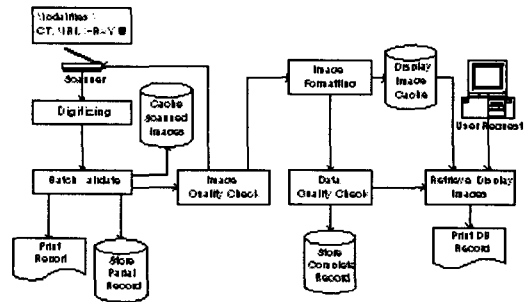 Modalities
CT, MRI, X-RAY
Scanner
Digitizing
Cache
Scanned
Images
Batch Validate
Image
Quality Check
Print
Record
Store
Partial
Record
Image
Formatting
Display
Image
Cache
User Request
Data
Quality Check
Retrieve Display
Images
Store
Complete
Record
Print DB
Record